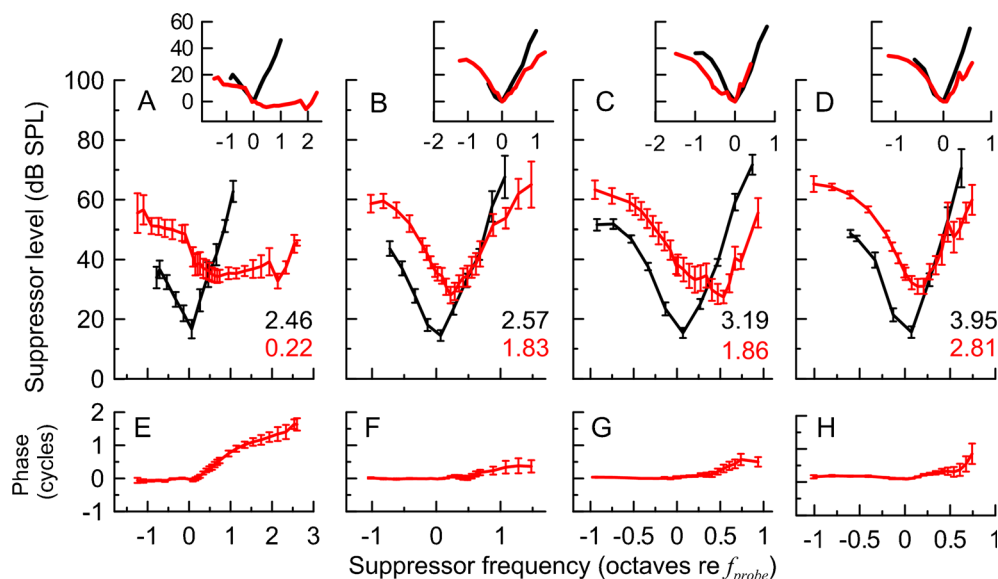 60
40
20
0
-1 0 1 2
-2 -1 0 1
-2 -1 0 1
-1 0 1
100
80
60
40
20
0
Suppressor level (dB SPL)
A
B
C
D
2.46
0.22
2.57
1.83
3.19
1.86
3.95
2.81
2
1
0
-1
Phase
(cycles)
E
F
G
H
-1 0 1 2 3
-1 0 1
-1 -0.5 0 0.5 1
-1 -0.5 0 0.5 1
Suppressor frequency (octaves re fprobe)